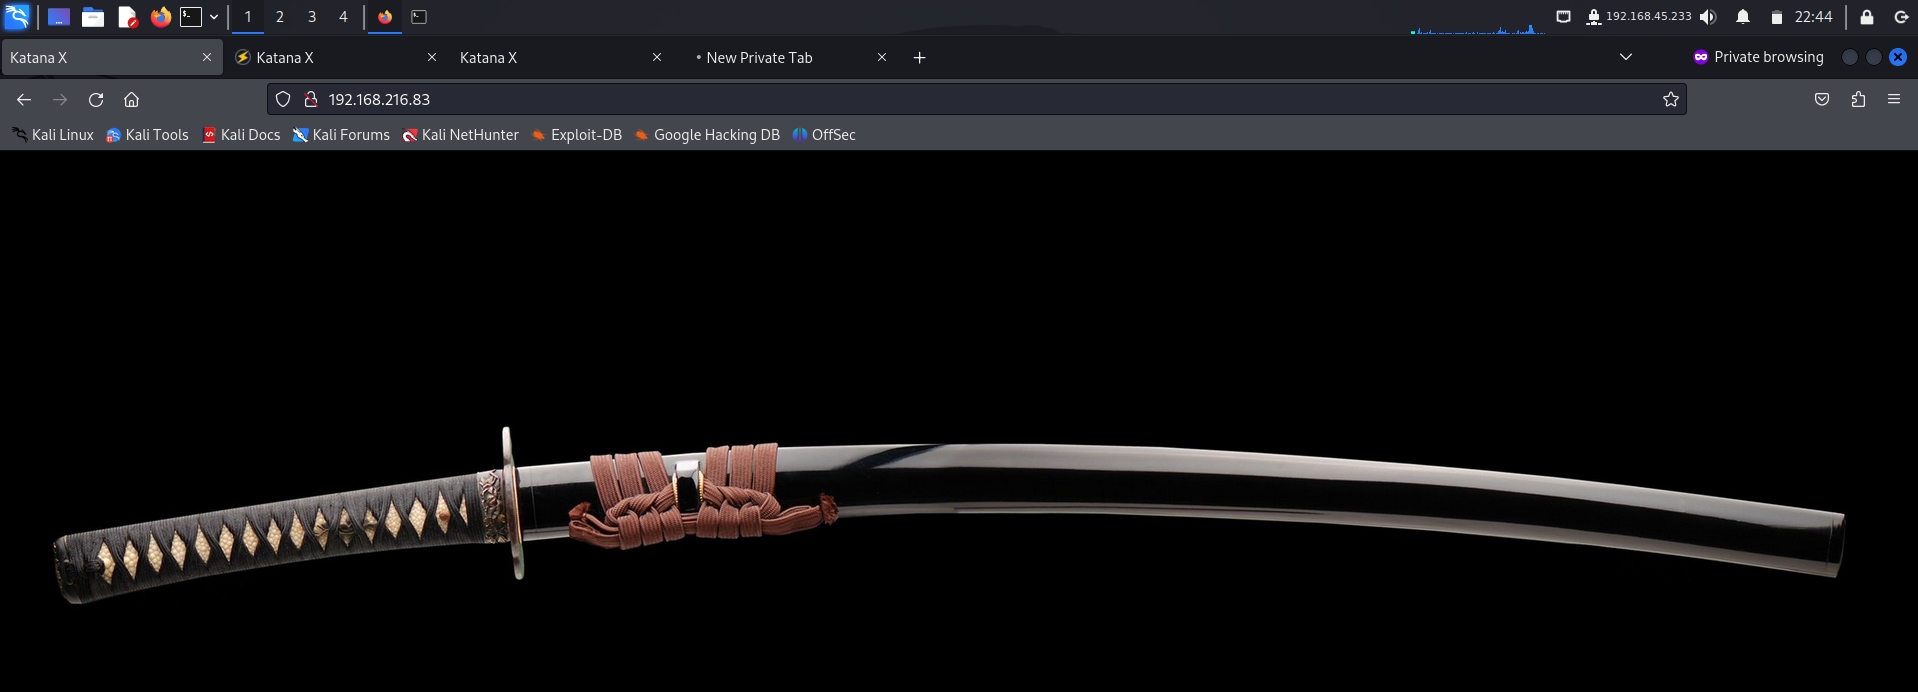 1 2 3 4 192.168.45.233 22:44
Katana X Katana X Katana X New Private Tab Private browsing
192.168.216.83
Kali Linux Kali Tools Kali Docs Kali Forums Kali NetHunter Exploit-DB Google Hacking DB OffSec